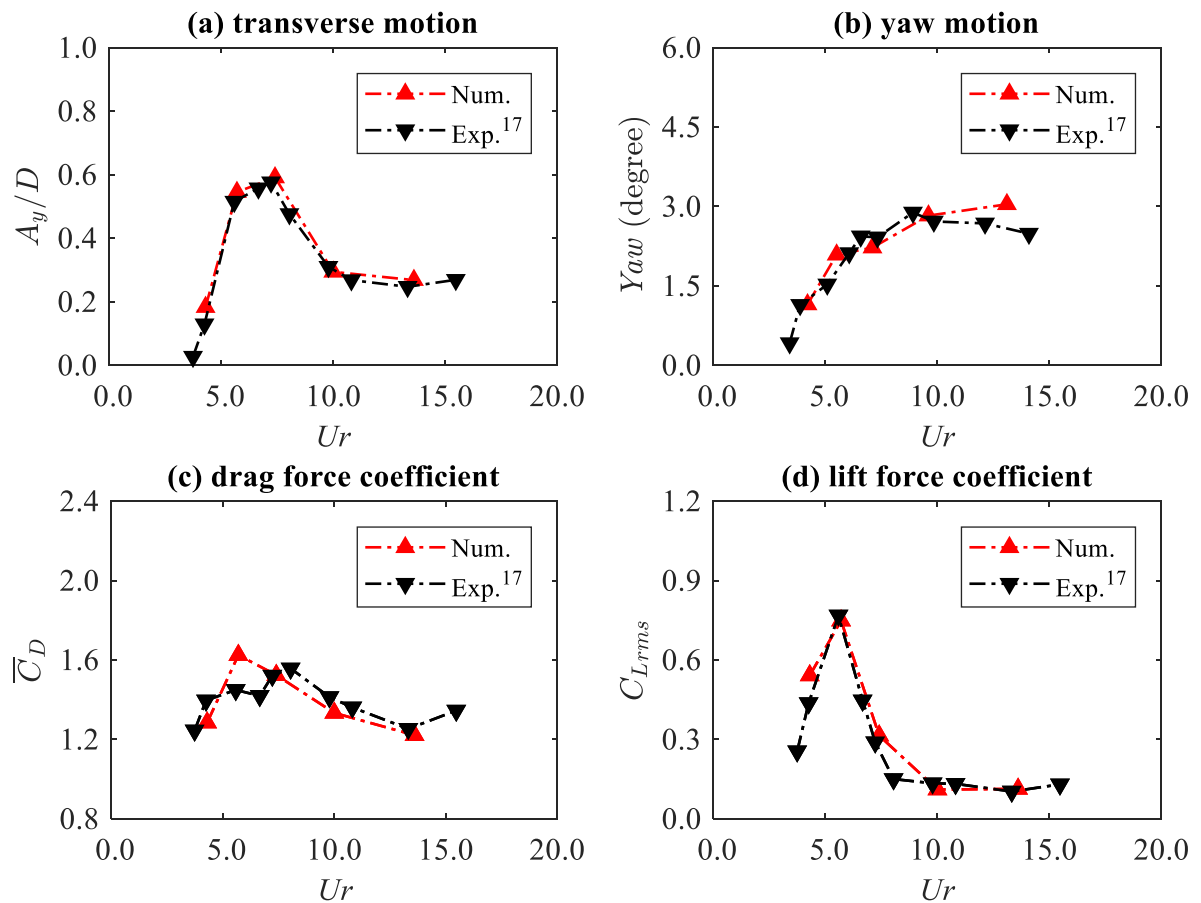 (a) transverse motion
1.0
0.8
0.6
0.4
0.2
0.0
A_y/D
Num.
Exp.^17
0.0 5.0 10.0 15.0 20.0
Ur
(b) yaw motion
6.0
4.5
3.0
1.5
0.0
Yaw (degree)
Num.
Exp.^17
0.0 5.0 10.0 15.0 20.0
Ur
(c) drag force coefficient
2.4
2.0
1.6
1.2
0.8
C̅_D
Num.
Exp.^17
0.0 5.0 10.0 15.0 20.0
Ur
(d) lift force coefficient
1.2
0.9
0.6
0.3
0.0
C_Lrms
Num.
Exp.^17
0.0 5.0 10.0 15.0 20.0
Ur